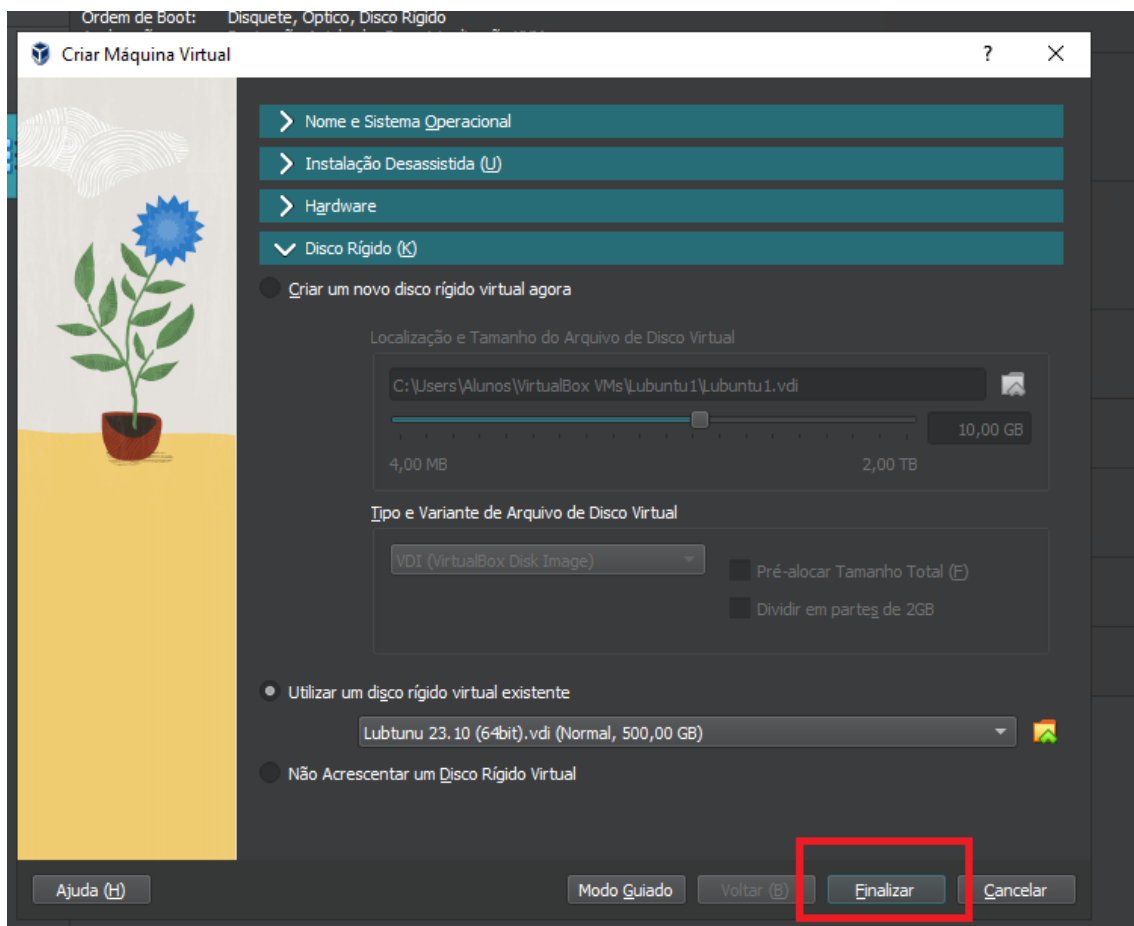 Ordem de Boot: Disquete, Óptico, Disco Rígido
Criar Máquina Virtual
?
Nome e Sistema Operacional
Instalação Desassistida (U)
Hardware
Disco Rígido (K)
Criar um novo disco rígido virtual agora
Localização e Tamanho do Arquivo de Disco Virtual
C:\Users\Alunos\VirtualBox VMs\Lubuntu1\Lubuntu1.vdi
10,00 GB
4,00 MB 2,00 TB
Tipo e Variante de Arquivo de Disco Virtual
VDI (VirtualBox Disk Image)
Pré-alocar Tamanho Total (F)
Dividir em partes de 2GB
Utilizar um disco rígido virtual existente
Lubtunu 23.10 (64bit).vdi (Normal, 500,00 GB)
Não Acrescentar um Disco Rígido Virtual
Ajuda (H) Modo Guiado Voltar (B) Finalizar Cancelar